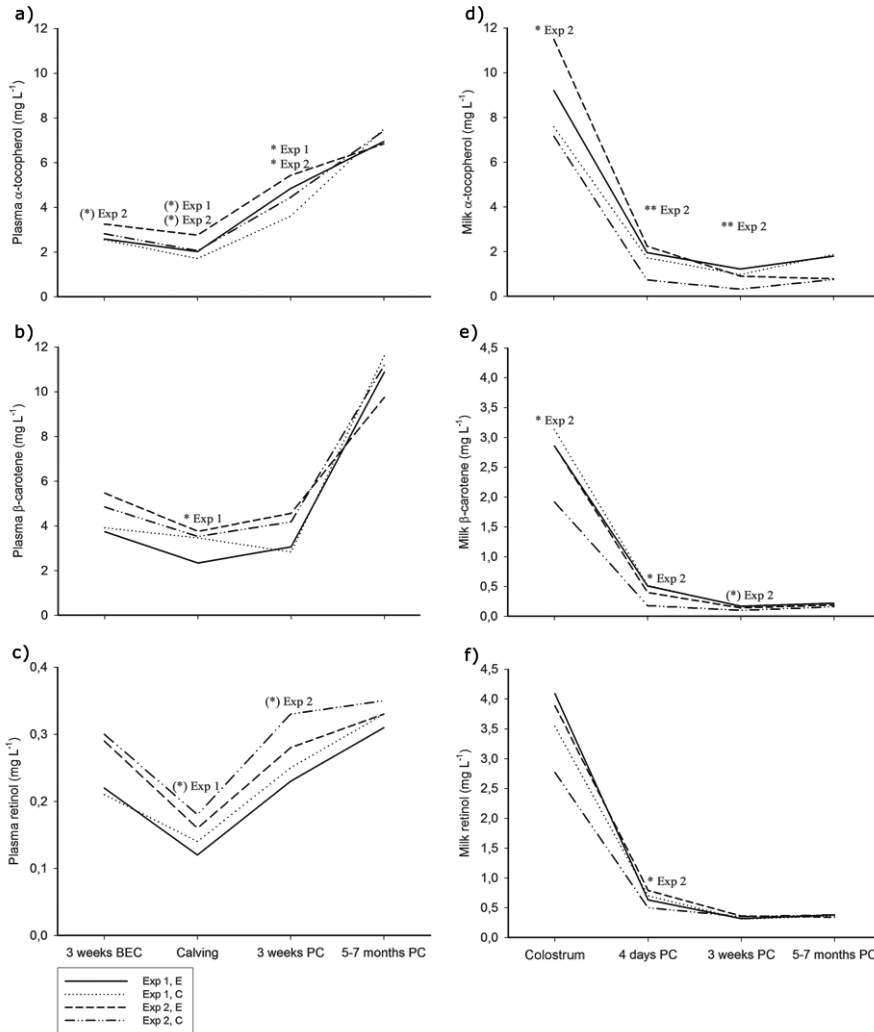 a)
Plasma α-tocopherol (mg L-1)
12
10
8
6
4
2
0
(*) Exp 2
(*) Exp 1
(*) Exp 2
* Exp 1
* Exp 2
b)
Plasma β-carotene (mg L-1)
12
10
8
6
4
2
0
* Exp 1
c)
Plasma retinol (mg L-1)
0,4
0,3
0,2
0,1
0,0
(*) Exp 1
(*) Exp 2
3 weeks BEC Calving 3 weeks PC 5-7 months PC
Exp 1, E
Exp 1, C
Exp 2, E
Exp 2, C
d)
Milk α-tocopherol (mg L-1)
12
10
8
6
4
2
0
* Exp 2
** Exp 2
** Exp 2
e)
Milk β-carotene (mg L-1)
4,5
4,0
3,5
3,0
2,5
2,0
1,5
1,0
0,5
0,0
* Exp 2
* Exp 2
(*) Exp 2
f)
Milk retinol (mg L-1)
4,5
4,0
3,5
3,0
2,5
2,0
1,5
1,0
0,5
0,0
* Exp 2
Colostrum 4 days PC 3 weeks PC 5-7 months PC